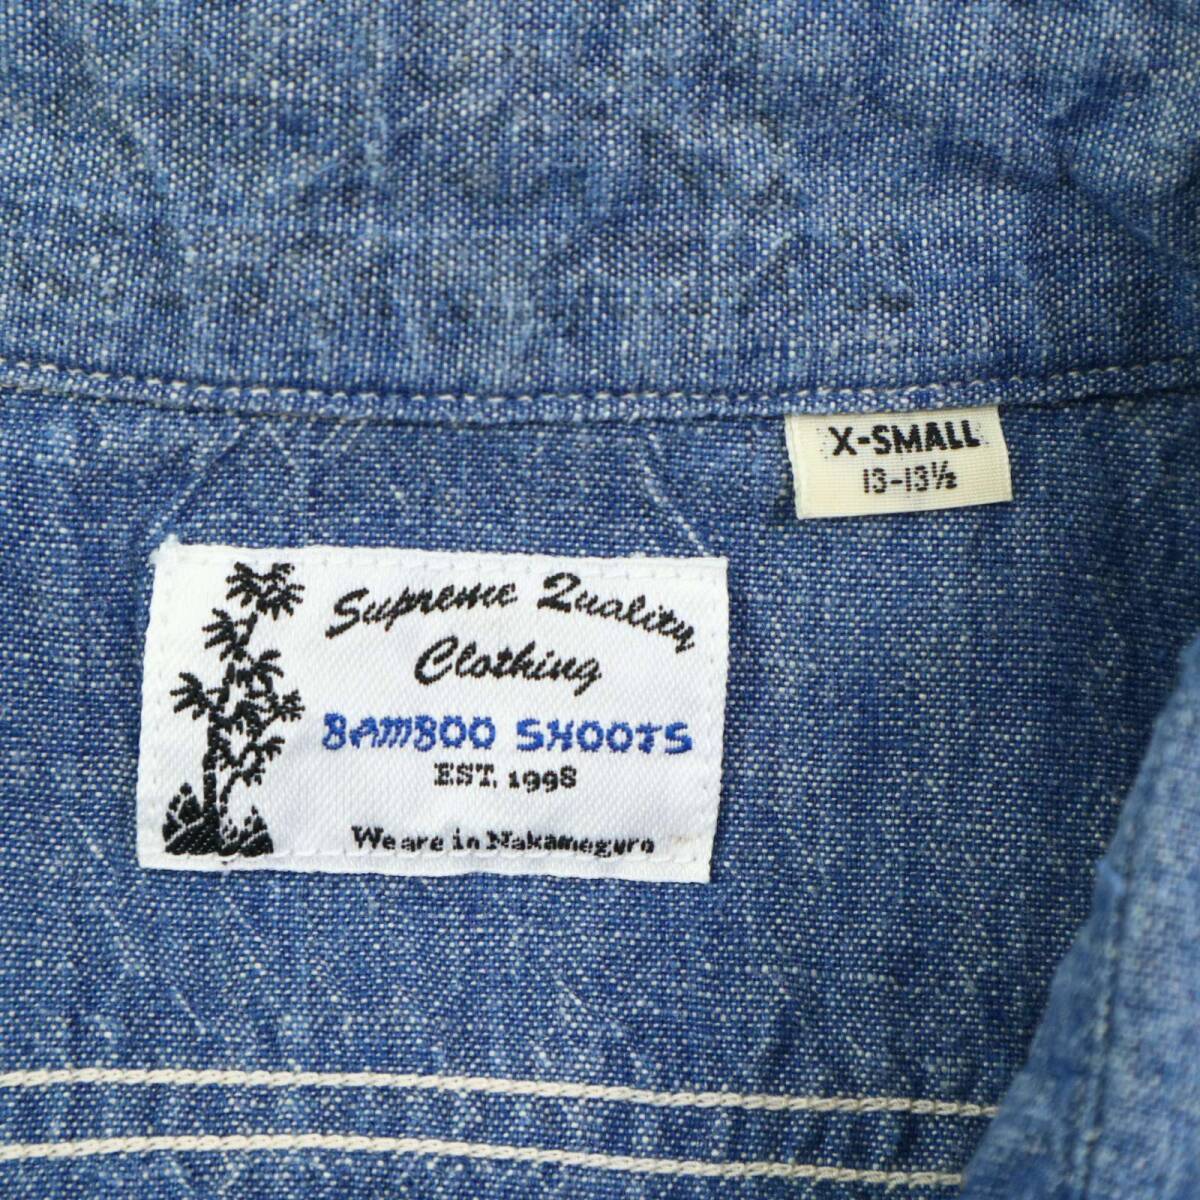 X-SMALL
13-13½
Supreme Quality
Clothing
BAMBOO SHOOTS
EST. 1998
We are in Nakameguro